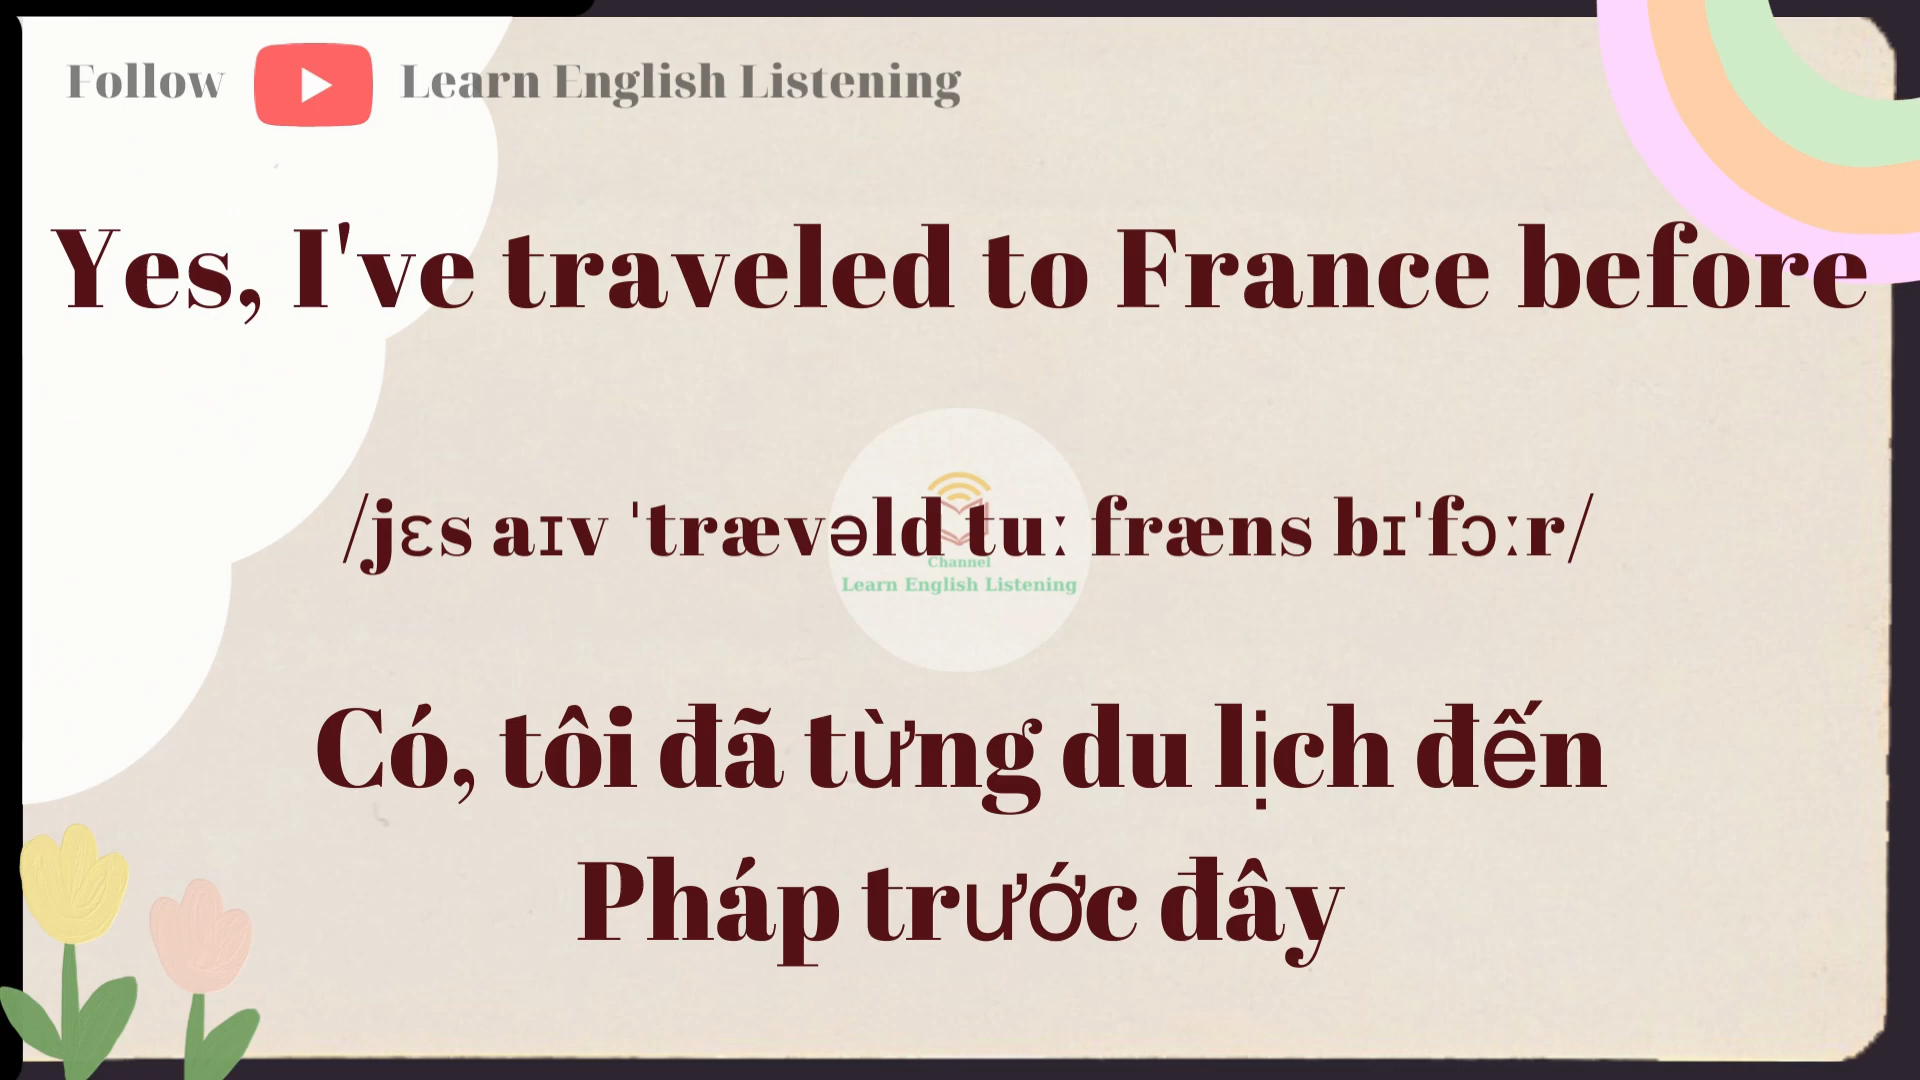 Follow Learn English Listening
Yes, I've traveled to France before
/jɛs aɪv ˈtrævəld tuː fræns bɪˈfɔːr/
Channel
Learn English Listening
Có, tôi đã từng du lịch đến
Pháp trước đây